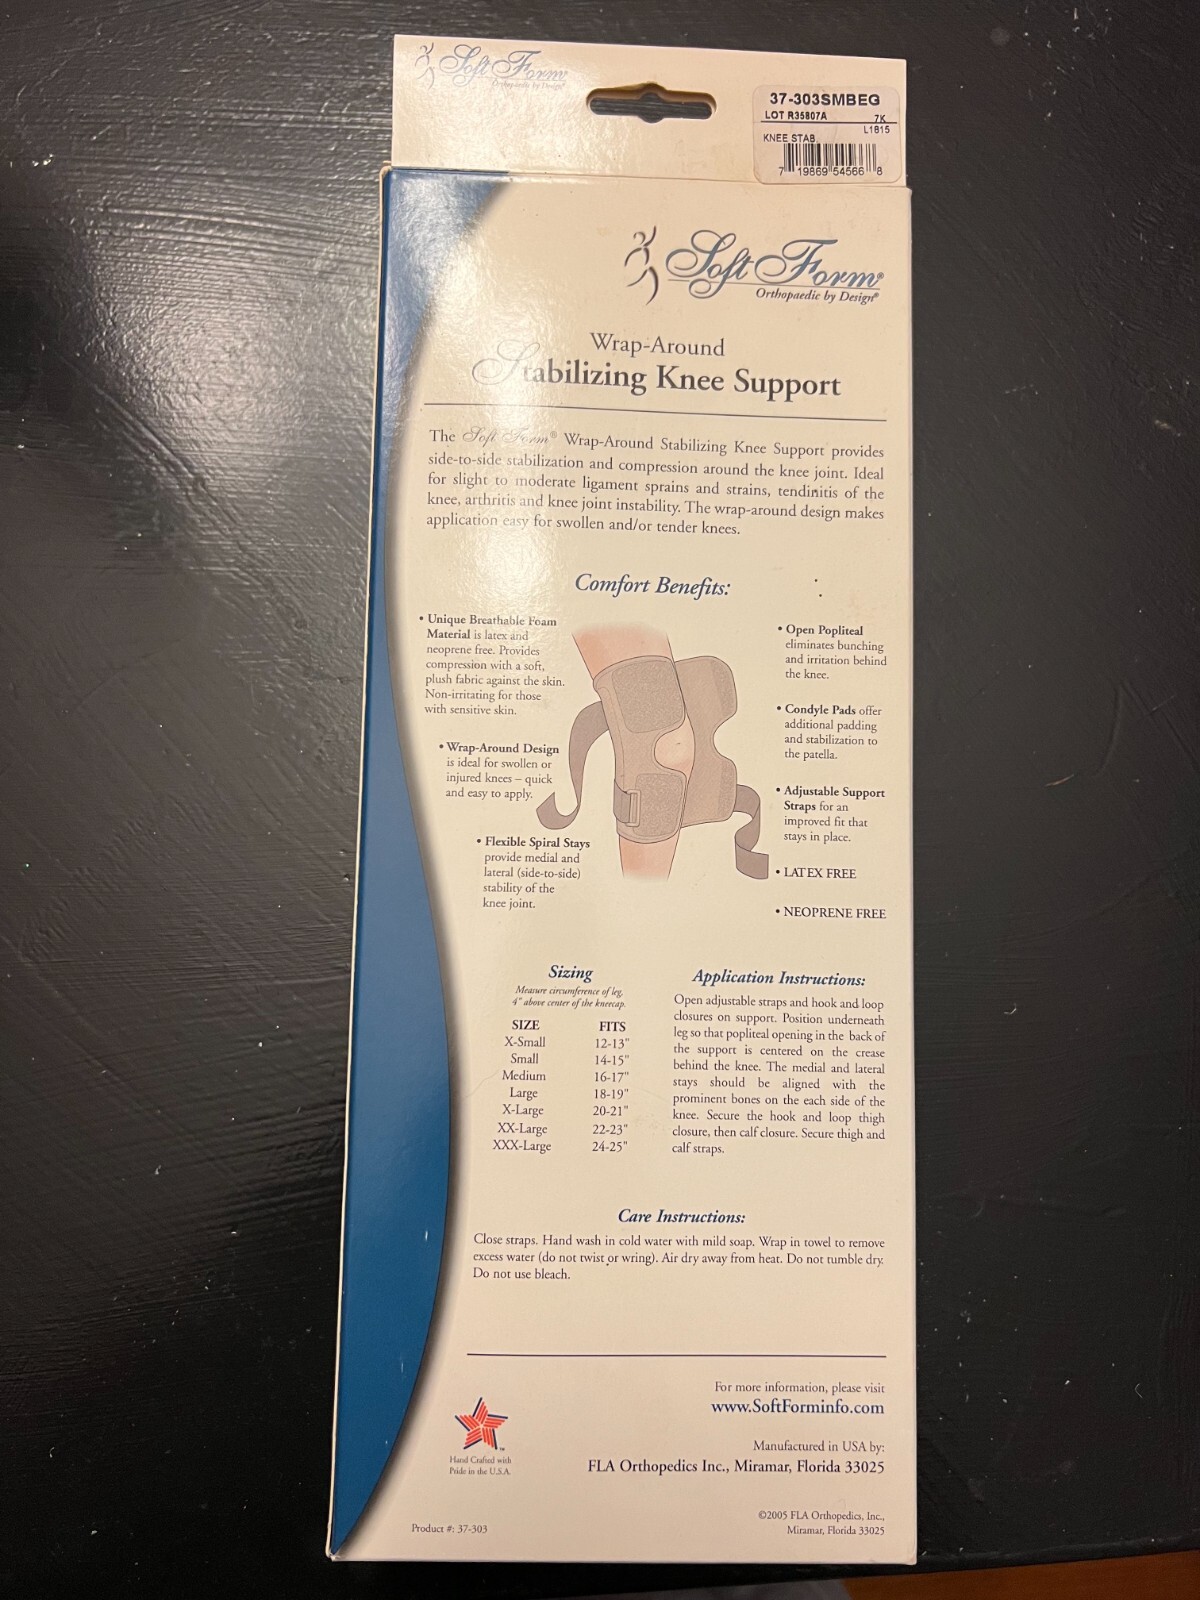 Soft Form
Orthopaedic by Design®
37-303SMBEG
LOT R35807A 7K
L1815
KNEE STAB
7 19869 54566 8
Soft Form®
Orthopaedic by Design®
Wrap-Around
Stabilizing Knee Support
The Soft Form® Wrap-Around Stabilizing Knee Support provides
side-to-side stabilization and compression around the knee joint. Ideal
for slight to moderate ligament sprains and strains, tendinitis of the
knee, arthritis and knee joint instability. The wrap-around design makes
application easy for swollen and/or tender knees.
Comfort Benefits:
• Unique Breathable Foam
Material is latex and
neoprene free. Provides
compression with a soft,
plush fabric against the skin.
Non-irritating for those
with sensitive skin.
• Wrap-Around Design
is ideal for swollen or
injured knees – quick
and easy to apply.
• Flexible Spiral Stays
provide medial and
lateral (side-to-side)
stability of the
knee joint.
• Open Popliteal
eliminates bunching
and irritation behind
the knee.
• Condyle Pads offer
additional padding
and stabilization to
the patella.
• Adjustable Support
Straps for an
improved fit that
stays in place.
• LATEX FREE
• NEOPRENE FREE
Sizing
Measure circumference of leg,
4" above center of the kneecap.
SIZE FITS
X-Small 12-13"
Small 14-15"
Medium 16-17"
Large 18-19"
X-Large 20-21"
XX-Large 22-23"
XXX-Large 24-25"
Application Instructions:
Open adjustable straps and hook and loop
closures on support. Position underneath
leg so that popliteal opening in the back of
the support is centered on the crease
behind the knee. The medial and lateral
stays should be aligned with the
prominent bones on the each side of the
knee. Secure the hook and loop thigh
closure, then calf closure. Secure thigh and
calf straps.
Care Instructions:
Close straps. Hand wash in cold water with mild soap. Wrap in towel to remove
excess water (do not twist or wring). Air dry away from heat. Do not tumble dry.
Do not use bleach.
For more information, please visit
www.SoftForminfo.com
Manufactured in USA by:
FLA Orthopedics Inc., Miramar, Florida 33025
TM
Hand Crafted with
Pride in the U.S.A.
©2005 FLA Orthopedics, Inc.,
Miramar, Florida 33025
Product #: 37-303